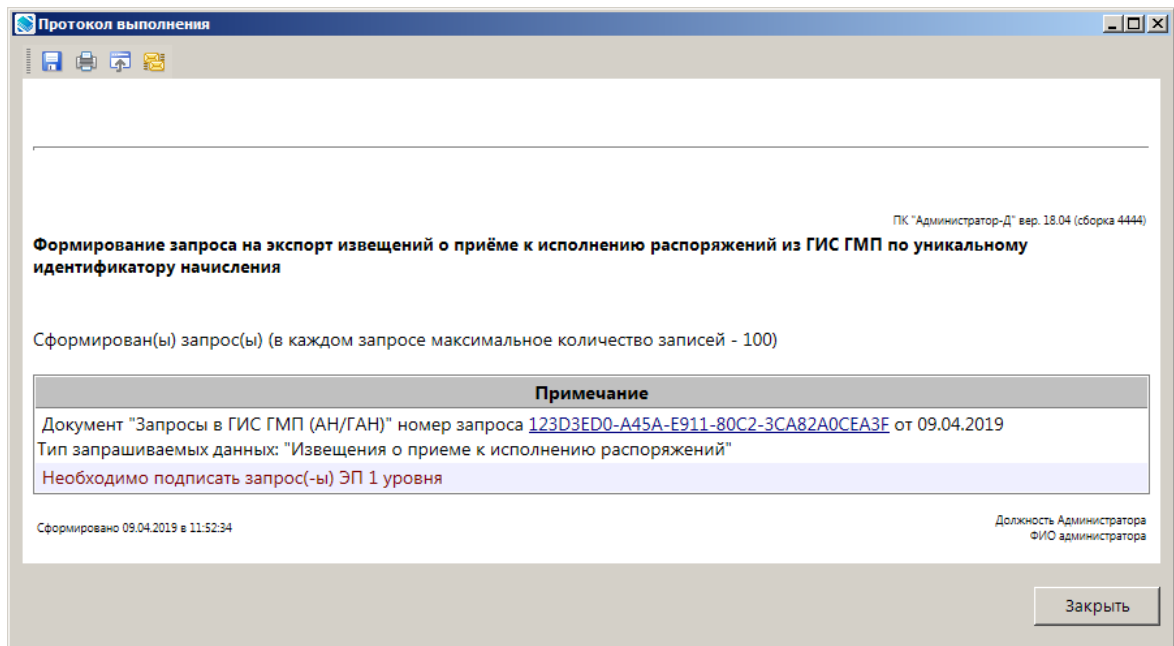 Протокол выполнения
ПК "Администратор-Д" вер. 18.04 (сборка 4444)
Формирование запроса на экспорт извещений о приёме к исполнению распоряжений из ГИС ГМП по уникальному
идентификатору начисления
Сформирован(ы) запрос(ы) (в каждом запросе максимальное количество записей - 100)
Примечание
Документ "Запросы в ГИС ГМП (АН/ГАН)" номер запроса 123D3ED0-A45A-E911-80C2-3CA82A0CEA3F от 09.04.2019
Тип запрашиваемых данных: "Извещения о приеме к исполнению распоряжений"
Необходимо подписать запрос(-ы) ЭП 1 уровня
Сформировано 09.04.2019 в 11:52:34
Должность Администратора
ФИО администратора
Закрыть